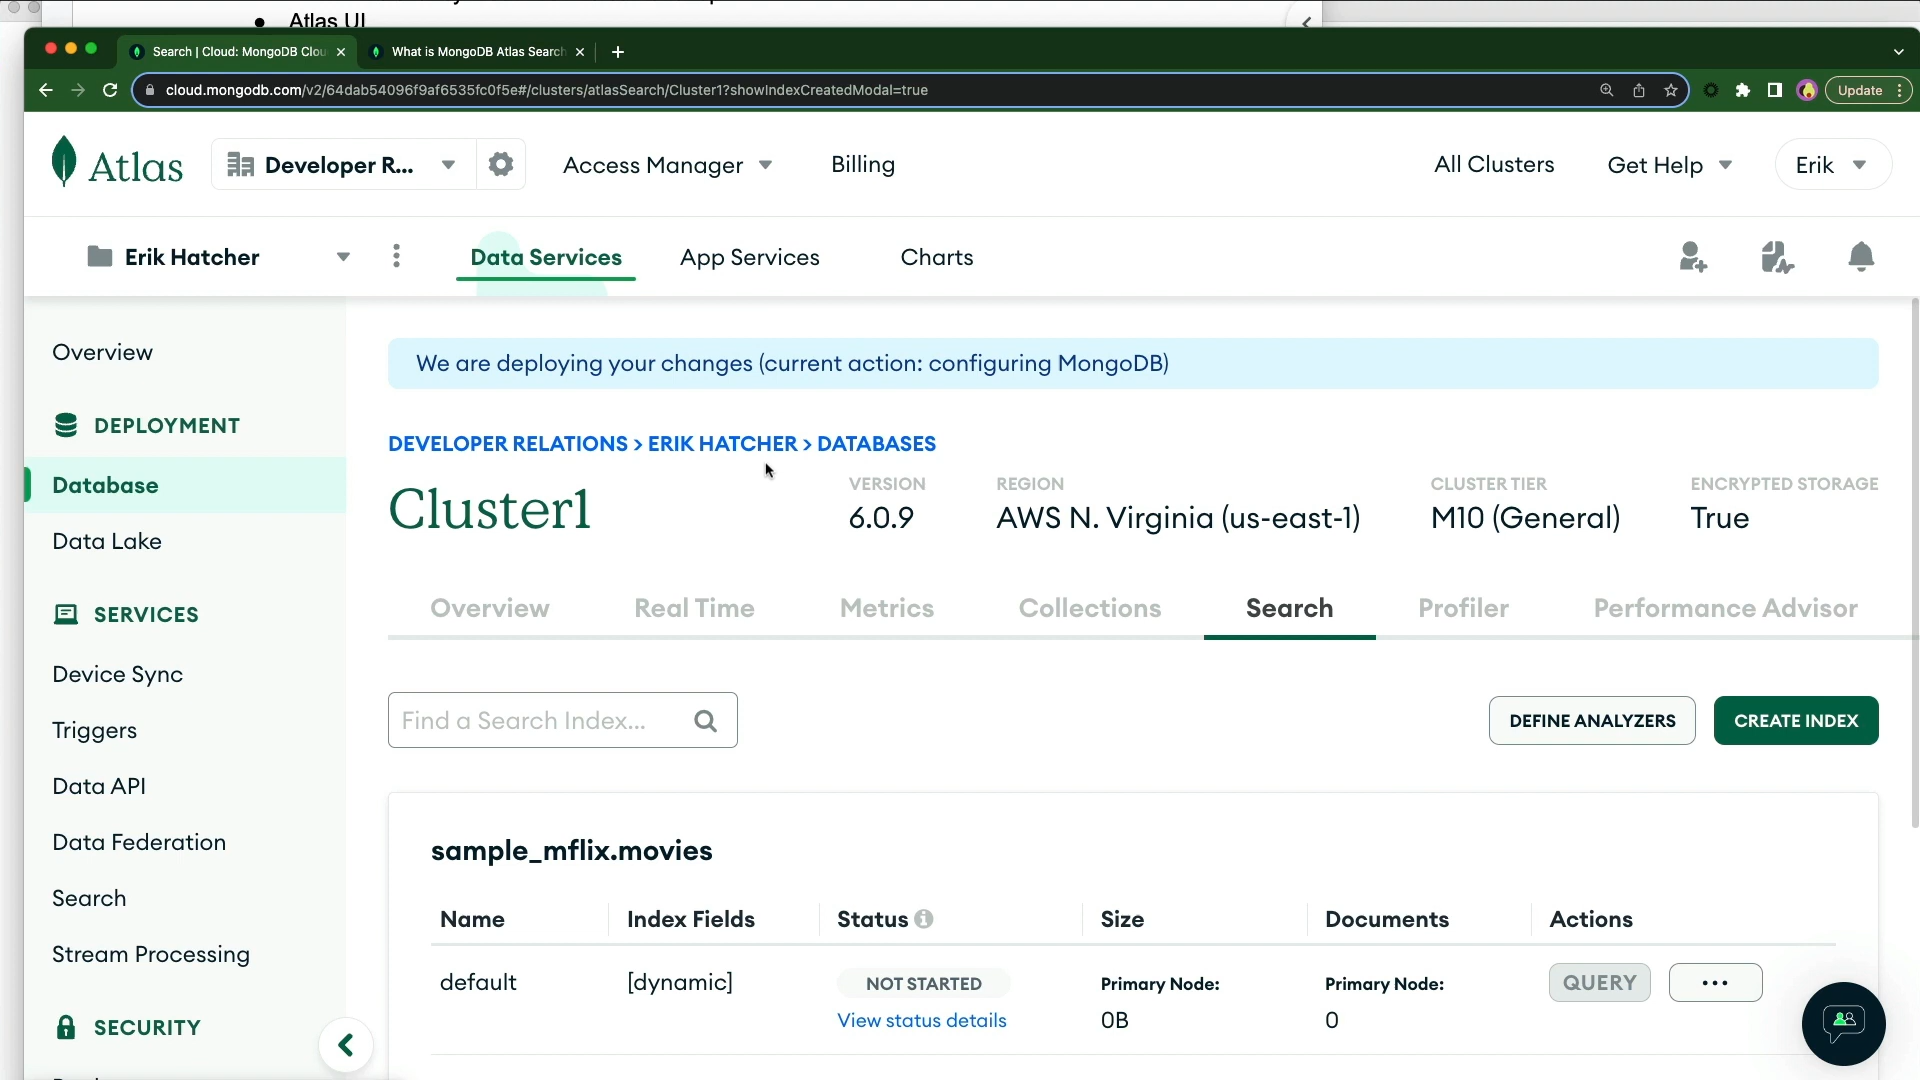 Atlas UI
Search | Cloud: MongoDB Clou
What is MongoDB Atlas Search
cloud.mongodb.com/v2/64dab54096f9af6535fc0f5e#/clusters/atlasSearch/Cluster1?showIndexCreatedModal=true
Update
Atlas
Developer R...
Access Manager
Billing
All Clusters
Get Help
Erik
Erik Hatcher
Data Services
App Services
Charts
Overview
DEPLOYMENT
Database
Data Lake
SERVICES
Device Sync
Triggers
Data API
Data Federation
Search
Stream Processing
SECURITY
We are deploying your changes (current action: configuring MongoDB)
DEVELOPER RELATIONS > ERIK HATCHER > DATABASES
Cluster1
VERSION
6.0.9
REGION
AWS N. Virginia (us-east-1)
CLUSTER TIER
M10 (General)
ENCRYPTED STORAGE
True
Overview
Real Time
Metrics
Collections
Search
Profiler
Performance Advisor
Find a Search Index...
DEFINE ANALYZERS
CREATE INDEX
sample_mflix.movies
Name
Index Fields
Status
Size
Documents
Actions
default
[dynamic]
NOT STARTED
View status details
Primary Node:
0B
Primary Node:
0
QUERY
...